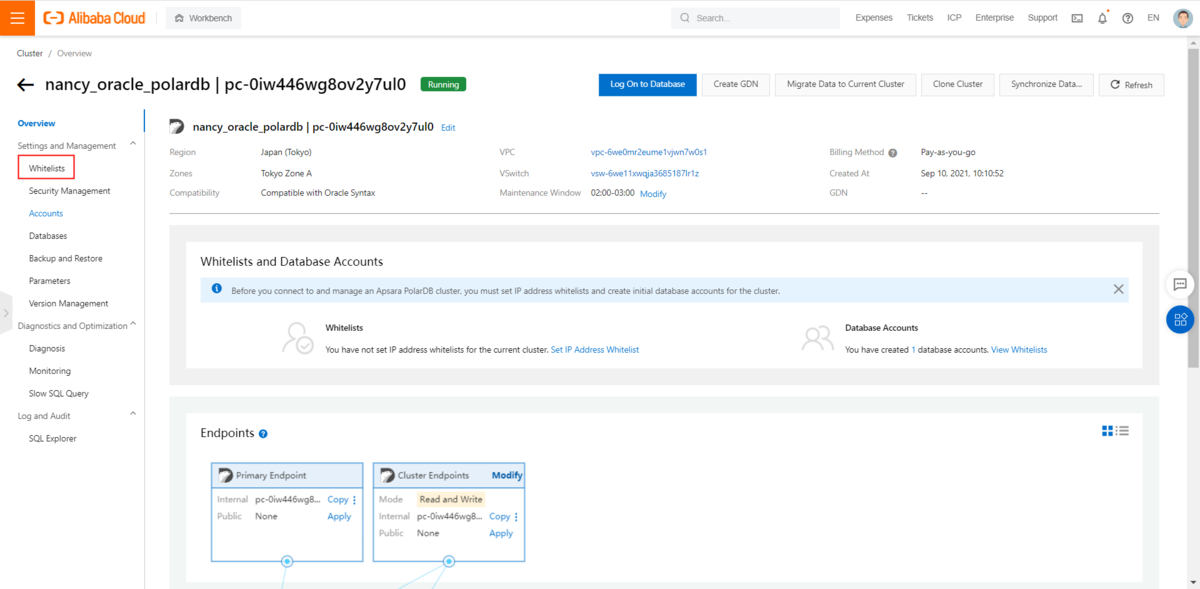 Alibaba Cloud
Workbench
Search...
Expenses Tickets ICP Enterprise Support EN
Cluster / Overview
nancy_oracle_polardb | pc-0iw446wg8ov2y7ul0 Running
Log On to Database Create GDN Migrate Data to Current Cluster Clone Cluster Synchronize Data... Refresh
Overview
Settings and Management
Whitelists
Security Management
Accounts
Databases
Backup and Restore
Parameters
Version Management
Diagnostics and Optimization
Diagnosis
Monitoring
Slow SQL Query
Log and Audit
SQL Explorer
nancy_oracle_polardb | pc-0iw446wg8ov2y7ul0 Edit
Region Japan (Tokyo) VPC vpc-6we0mr2eume1vjwn7w0s1 Billing Method Pay-as-you-go
Zones Tokyo Zone A VSwitch vsw-6we11xwqja3685187lr1z Created At Sep 10, 2021, 10:10:52
Compatibility Compatible with Oracle Syntax Maintenance Window 02:00-03:00 Modify GDN --
Whitelists and Database Accounts
Before you connect to and manage an Apsara PolarDB cluster, you must set IP address whitelists and create initial database accounts for the cluster.
Whitelists
You have not set IP address whitelists for the current cluster. Set IP Address Whitelist
Database Accounts
You have created 1 database accounts. View Whitelists
Endpoints
Primary Endpoint
Internal pc-0iw446wg8... Copy
Public None Apply
Cluster Endpoints Modify
Mode Read and Write
Internal pc-0iw446wg8... Copy
Public None Apply